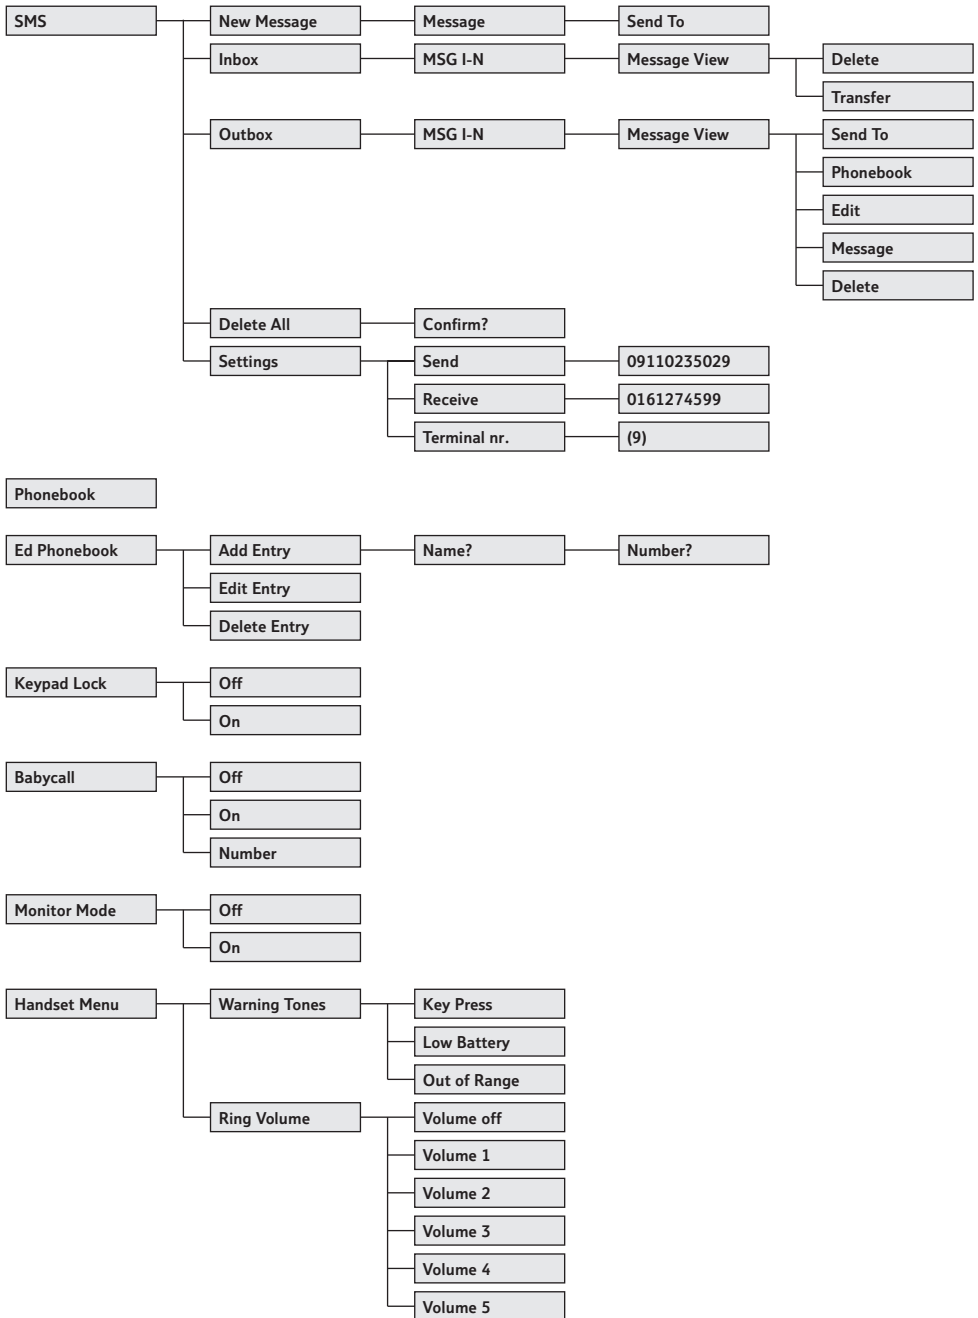 SMS New Message Message Send To
Inbox MSG I-N Message View Delete
Transfer
Outbox MSG I-N Message View Send To
Phonebook
Edit
Message
Delete
Delete All Confirm?
Settings Send 09110235029
Receive 0161274599
Terminal nr. (9)
Phonebook
Ed Phonebook Add Entry Name? Number?
Edit Entry
Delete Entry
Keypad Lock Off
On
Babycall Off
On
Number
Monitor Mode Off
On
Handset Menu Warning Tones Key Press
Low Battery
Out of Range
Ring Volume Volume off
Volume 1
Volume 2
Volume 3
Volume 4
Volume 5